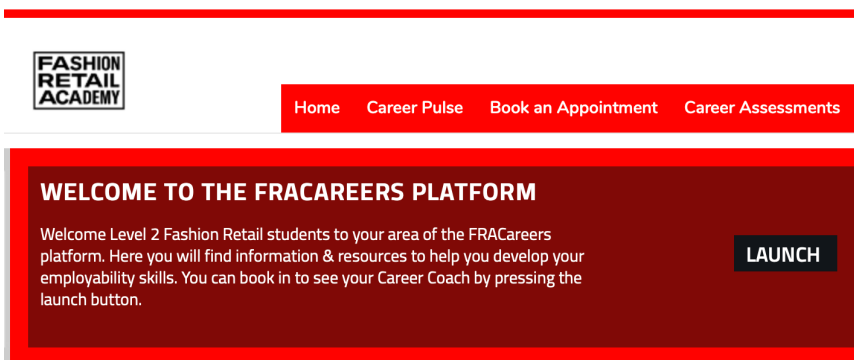 FASHION
RETAIL
ACADEMY
Home Career Pulse Book an Appointment Career Assessments
WELCOME TO THE FRACAREERS PLATFORM
Welcome Level 2 Fashion Retail students to your area of the FRACareers
platform. Here you will find information & resources to help you develop your
employability skills. You can book in to see your Career Coach by pressing the
launch button.
LAUNCH